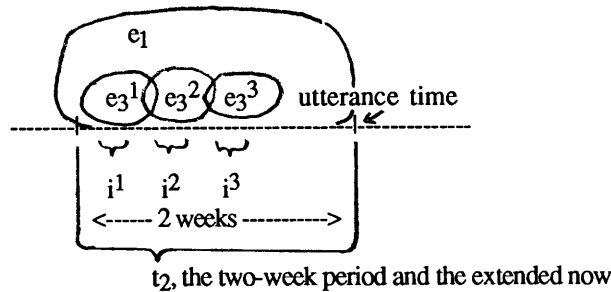 e₁
e₃¹ e₃² e₃³ utterance time
i¹ i² i³
<------ 2 weeks ------------>
t₂, the two-week period and the extended now